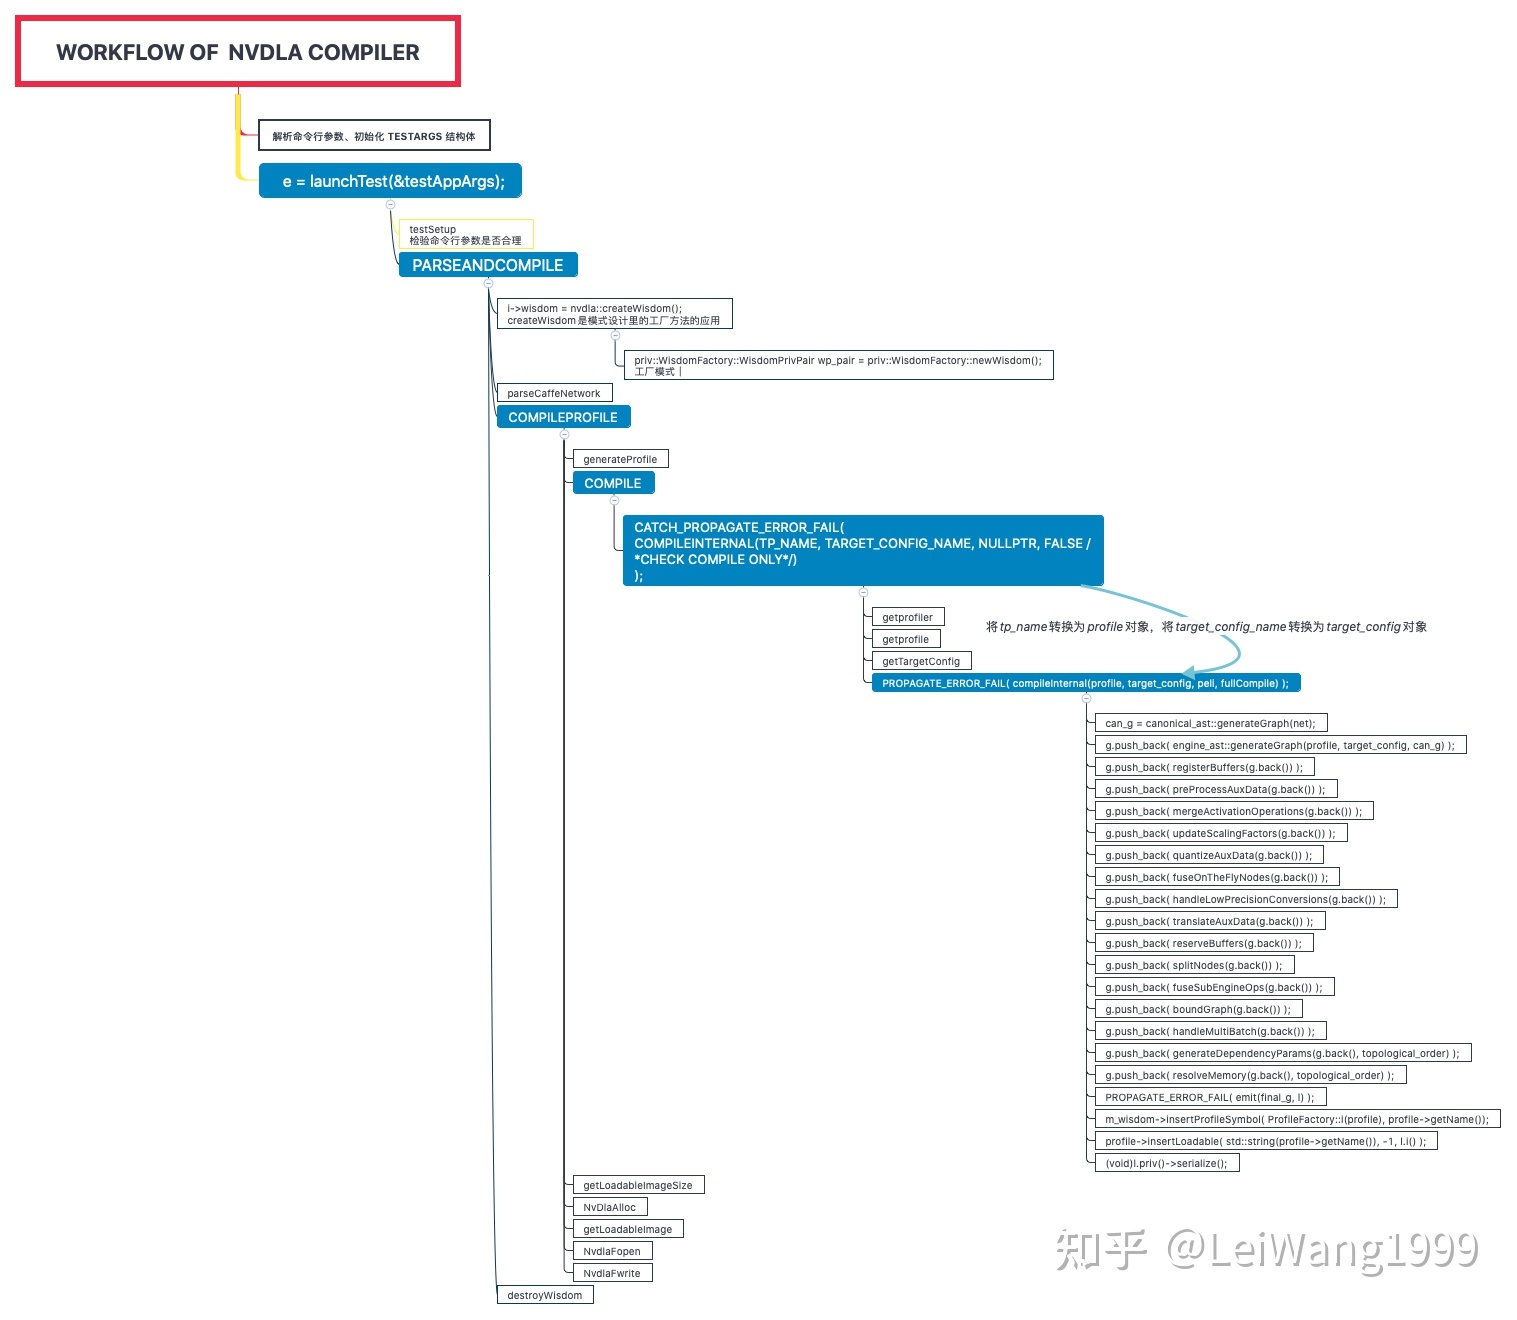 WORKFLOW OF NVDLA COMPILER
解析命令行参数、初始化 TESTARGS 结构体
e = launchTest(&testAppArgs);
testSetup
检验命令行参数是否合理
PARSEANDCOMPILE
i->wisdom = nvdla::createWisdom();
createWisdom是模式设计里的工厂方法的应用
priv::WisdomFactory::WisdomPrivPair wp_pair = priv::WisdomFactory::newWisdom();
工厂模式 |
parseCaffeNetwork
COMPILEPROFILE
generateProfile
COMPILE
CATCH_PROPAGATE_ERROR_FAIL(
COMPILEINTERNAL(TP_NAME, TARGET_CONFIG_NAME, NULLPTR, FALSE /
*CHECK COMPILE ONLY*/)
);
getprofiler
getprofile
getTargetConfig
将tp_name转换为profile对象，将target_config_name转换为target_config对象
PROPAGATE_ERROR_FAIL( compileInternal(profile, target_config, peli, fullCompile) );
can_g = canonical_ast::generateGraph(net);
g.push_back( engine_ast::generateGraph(profile, target_config, can_g) );
g.push_back( registerBuffers(g.back()) );
g.push_back( preProcessAuxData(g.back()) );
g.push_back( mergeActivationOperations(g.back()) );
g.push_back( updateScalingFactors(g.back()) );
g.push_back( quantizeAuxData(g.back()) );
g.push_back( fuseOnTheFlyNodes(g.back()) );
g.push_back( handleLowPrecisionConversions(g.back()) );
g.push_back( translateAuxData(g.back()) );
g.push_back( reserveBuffers(g.back()) );
g.push_back( splitNodes(g.back()) );
g.push_back( fuseSubEngineOps(g.back()) );
g.push_back( boundGraph(g.back()) );
g.push_back( handleMultiBatch(g.back()) );
g.push_back( generateDependencyParams(g.back(), topological_order) );
g.push_back( resolveMemory(g.back(), topological_order) );
PROPAGATE_ERROR_FAIL( emit(final_g, l) );
m_wisdom->insertProfileSymbol( ProfileFactory::i(profile), profile->getName());
profile->insertLoadable( std::string(profile->getName()), -1, l.i() );
(void)l.priv()->serialize();
getLoadableImageSize
NvDlaAlloc
getLoadableImage
NvdlaFopen
NvdlaFwrite
destroyWisdom
知乎 @LeiWang1999